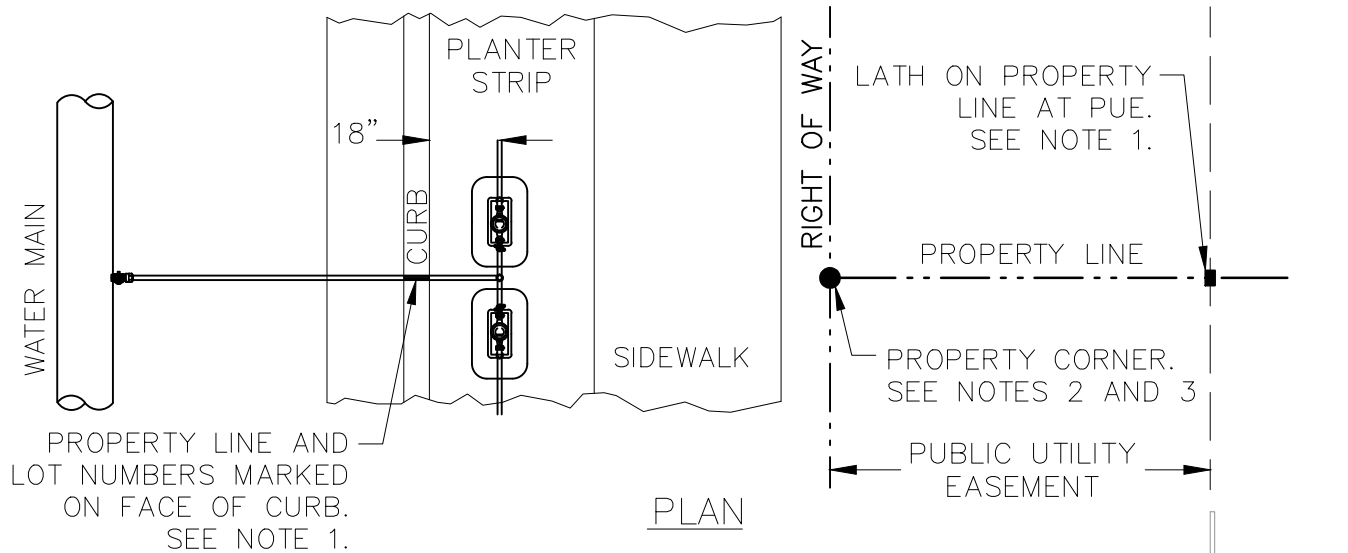 PLANTER
STRIP
18”
CURB
WATER MAIN
SIDEWALK
RIGHT OF WAY
LATH ON PROPERTY
LINE AT PUE.
SEE NOTE 1.
PROPERTY LINE
PROPERTY CORNER.
SEE NOTES 2 AND 3
PUBLIC UTILITY
EASEMENT
PROPERTY LINE AND
LOT NUMBERS MARKED
ON FACE OF CURB.
SEE NOTE 1.
PLAN